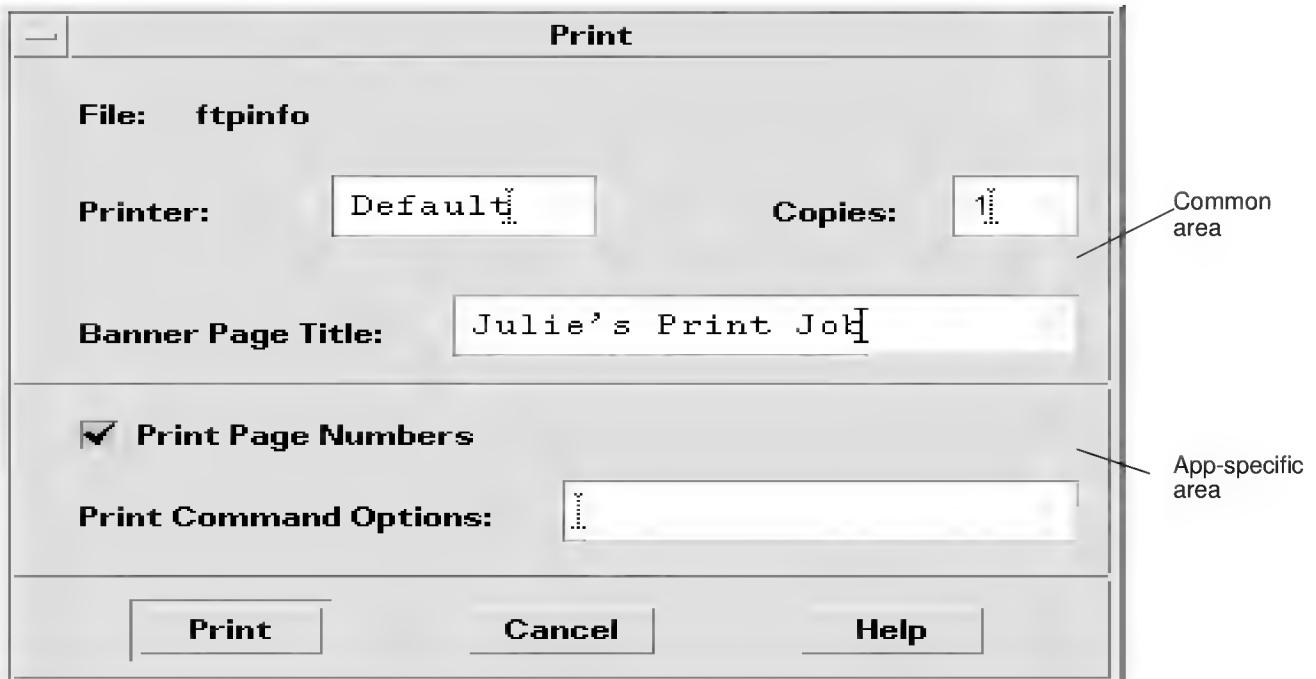 Print
File: ftpinfo
Printer: Default Copies: 1
Common
area
Banner Page Title: Julie's Print Job
Print Page Numbers
App-specific
area
Print Command Options:
Print Cancel Help